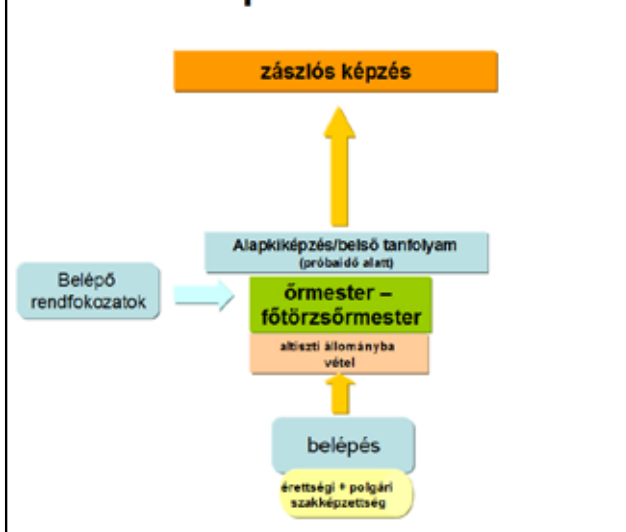 zászlós képzés
Alapkiképzés/belső tanfolyam
(próbaidő alatt)
Belépő
rendfokozatok
őrmester –
főtörzsőrmester
altiszti állományba
vétel
belépés
érettségi + polgári
szakképzettség